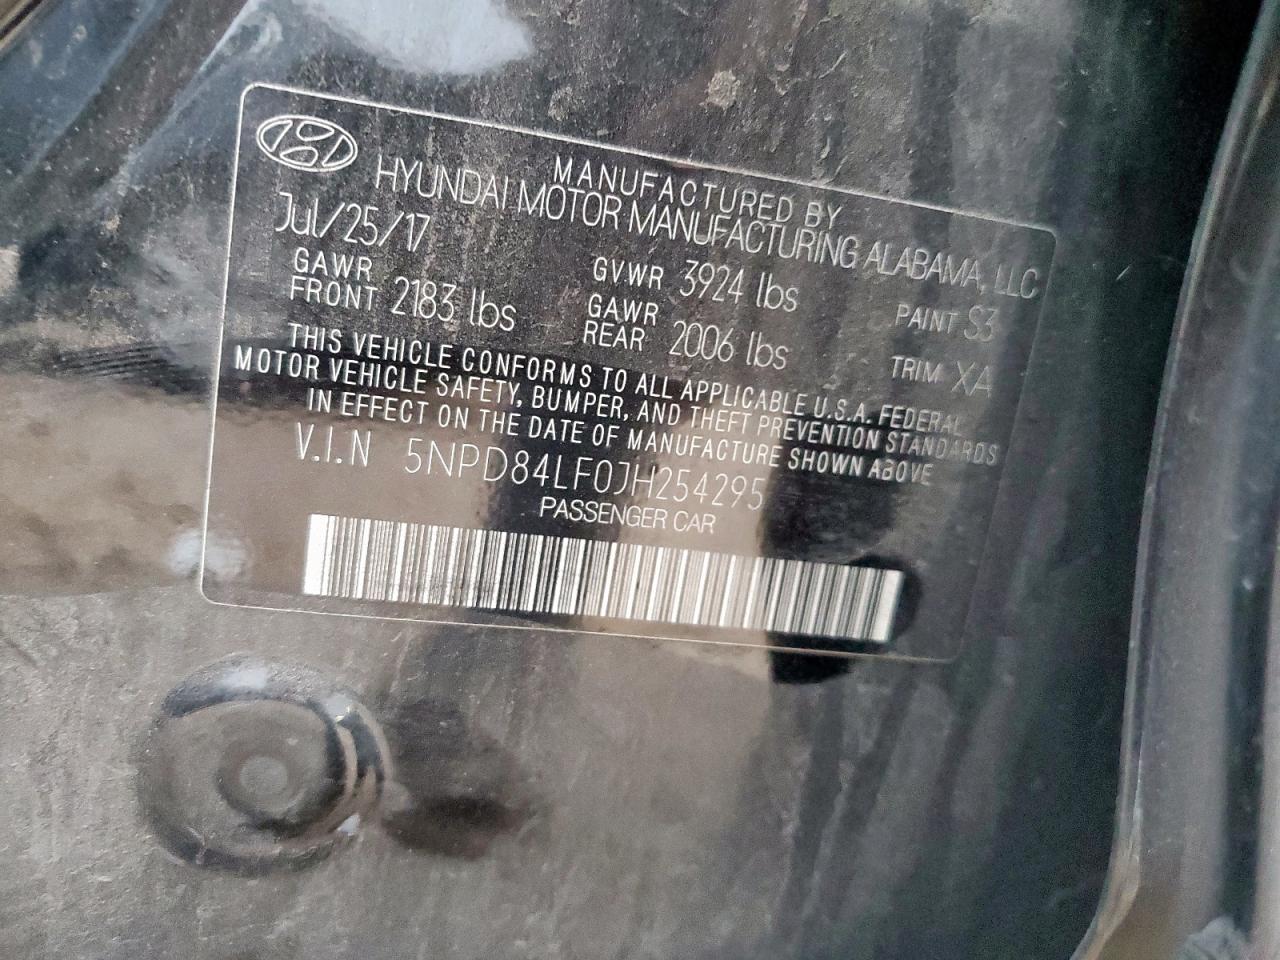 MANUFACTURED BY
HYUNDAI MOTOR MANUFACTURING ALABAMA, LLC
Jul/25/17
GAWR FRONT 2183 lbs
GVWR 3924 lbs
GAWR REAR 2006 lbs
PAINT S3
TRIM XA
THIS VEHICLE CONFORMS TO ALL APPLICABLE U.S.A. FEDERAL
MOTOR VEHICLE SAFETY, BUMPER, AND THEFT PREVENTION STANDARDS
IN EFFECT ON THE DATE OF MANUFACTURE SHOWN ABOVE
V.I.N 5NPD84LF0JH254295
PASSENGER CAR